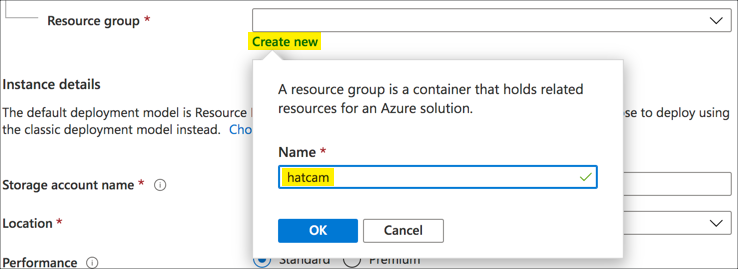 Resource group *
Create new
A resource group is a container that holds related
resources for an Azure solution.
Instance details
The default deployment model is Resource
se to deploy using
the classic deployment model instead. Cho
Name *
hatcam
Storage account name *
Location *
OK Cancel
Performance Standard Premium